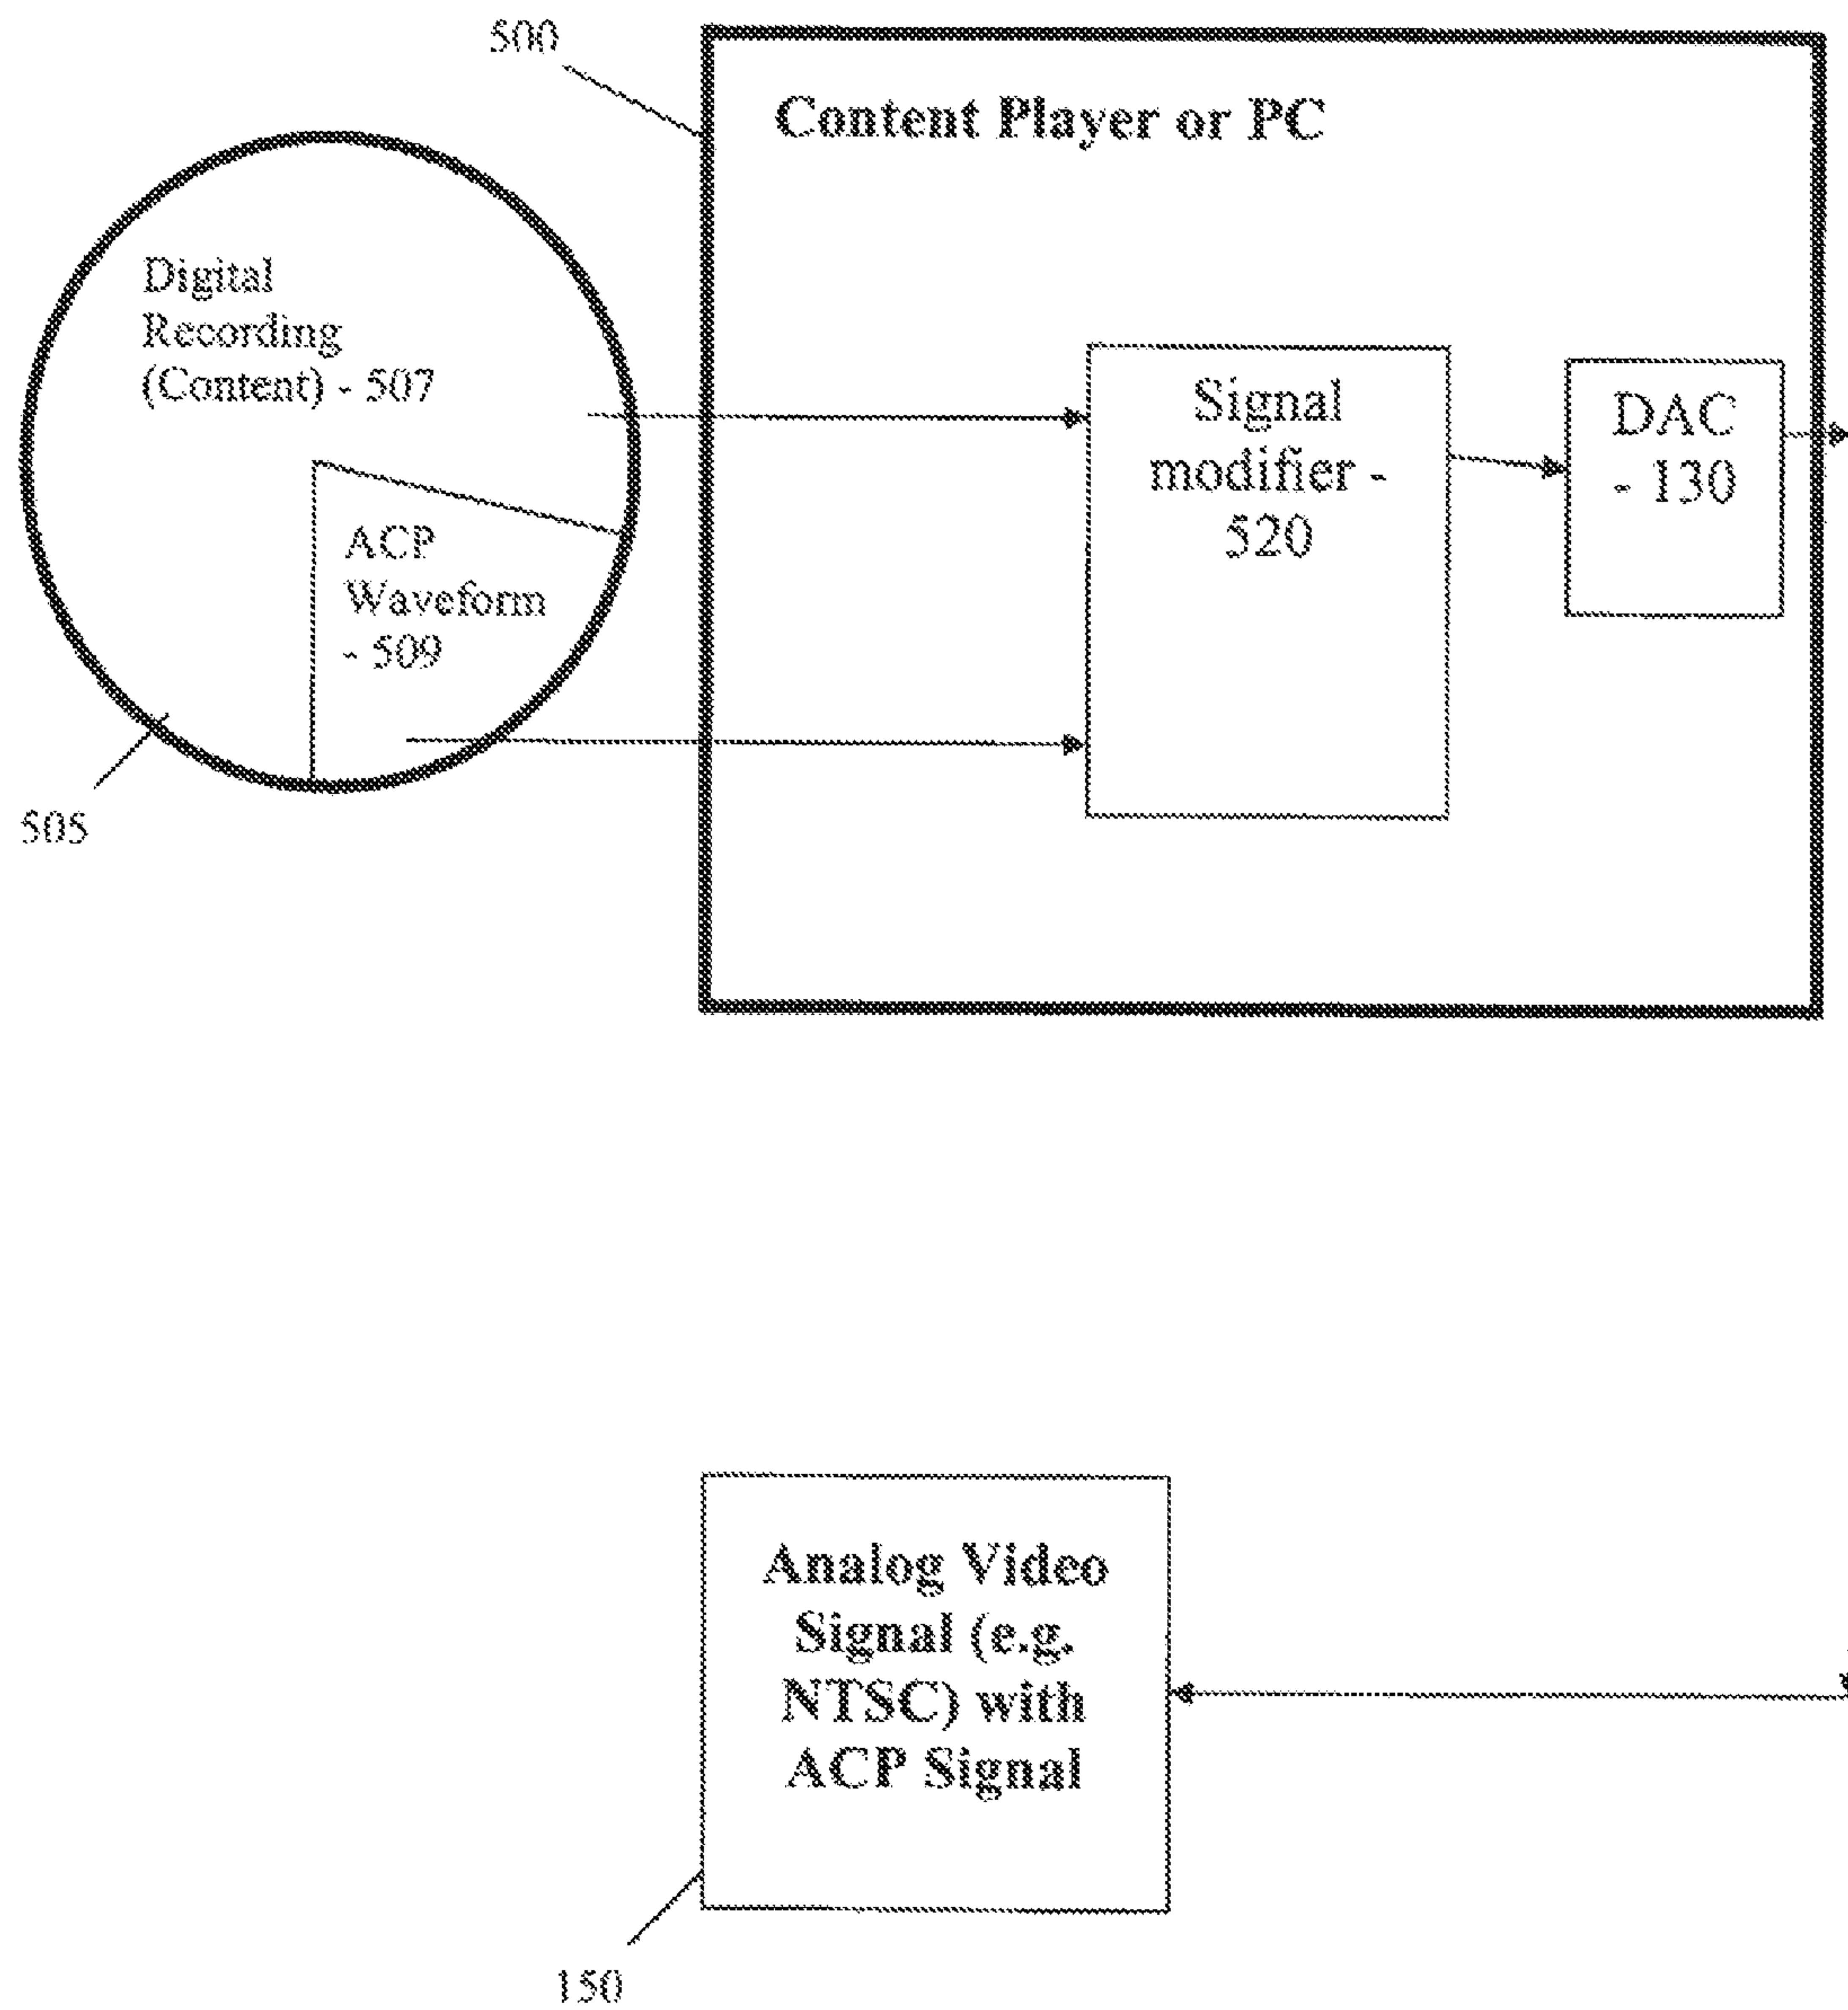 500
Content Player or PC
Digital
Recording
(Content) - 507
Signal
modifier -
520
DAC
- 130
ACP
Waveform
- 509
505
Analog Video
Signal (e.g.
NTSC) with
ACP Signal
150